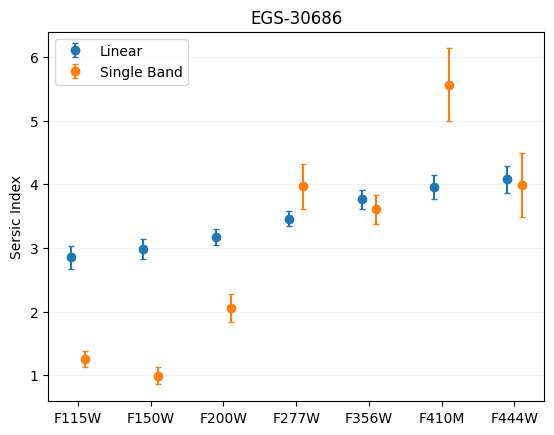 EGS-30686
Linear
Single Band
Sersic Index
6
5
4
3
2
1
F115W F150W F200W F277W F356W F410M F444W